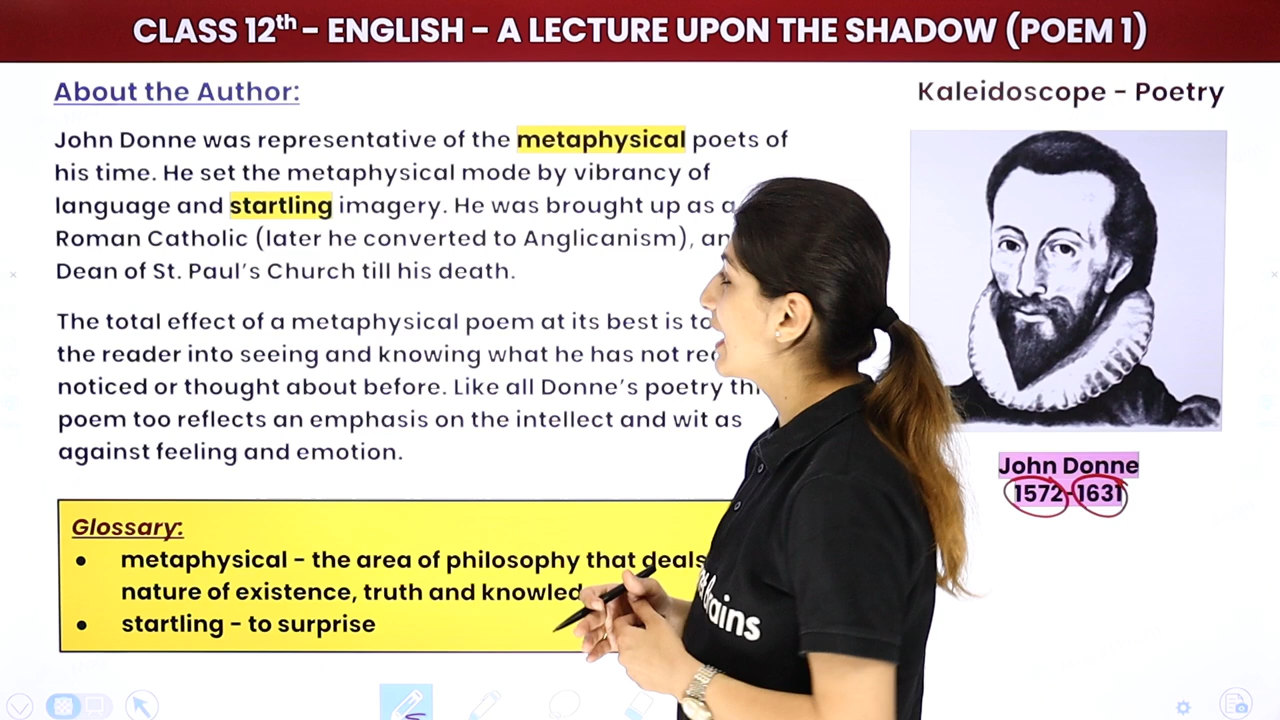 CLASS 12th - ENGLISH - A LECTURE UPON THE SHADOW (POEM 1)
About the Author:
Kaleidoscope - Poetry
John Donne was representative of the metaphysical poets of
his time. He set the metaphysical mode by vibrancy of
language and startling imagery. He was brought up as a
Roman Catholic (later he converted to Anglicanism),
Dean of St. Paul's Church till his death.
The total effect of a metaphysical poem at its best is to
the reader into seeing and knowing what he has not
noticed or thought about before. Like all Donne's poetry
poem too reflects an emphasis on the intellect and wit as
against feeling and emotion.
John Donne
1572-1631
Glossary:
● metaphysical - the area of philosophy that deals
nature of existence, truth and
● startling - to surprise